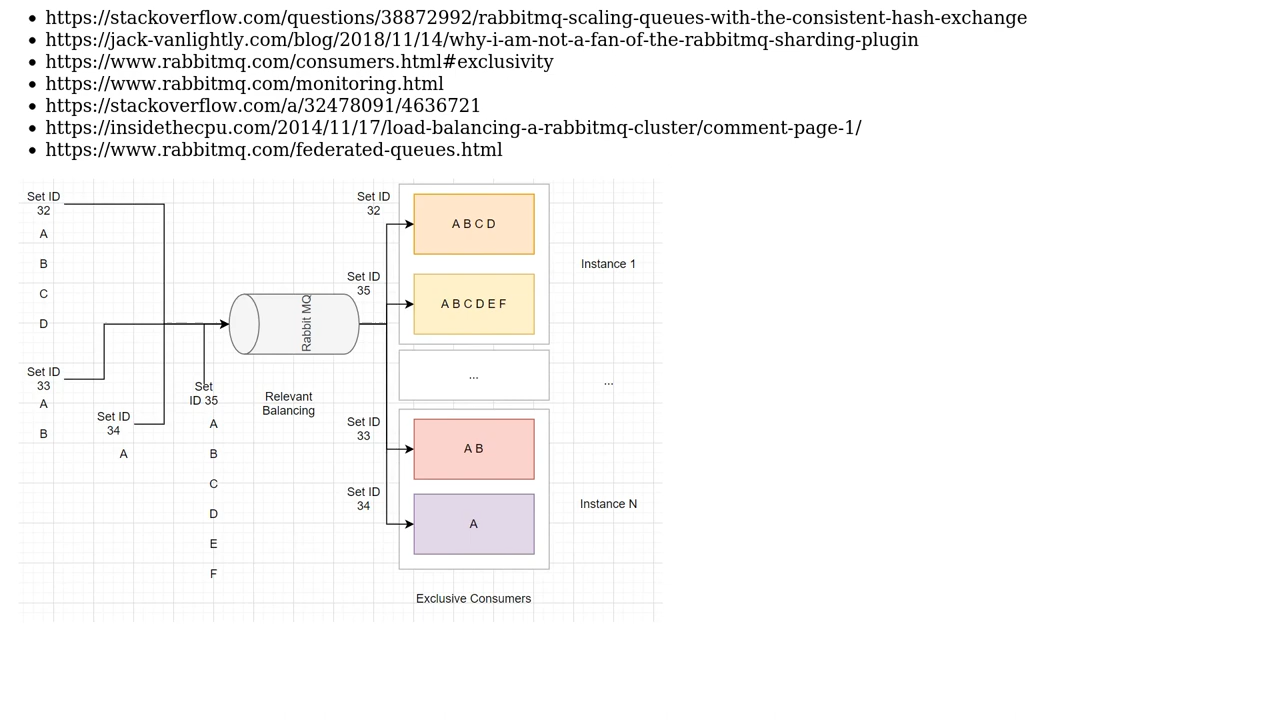 https://stackoverflow.com/questions/38872992/rabbitmq-scaling-queues-with-the-consistent-hash-exchange
https://jack-vanlightly.com/blog/2018/11/14/why-i-am-not-a-fan-of-the-rabbitmq-sharding-plugin
https://www.rabbitmq.com/consumers.html#exclusivity
https://www.rabbitmq.com/monitoring.html
https://stackoverflow.com/a/32478091/4636721
https://insidethecpu.com/2014/11/17/load-balancing-a-rabbitmq-cluster/comment-page-1/
https://www.rabbitmq.com/federated-queues.html
Set ID
32
A
B
C
D
Set ID
33
A
B
Set ID
34
A
Set
ID 35
A
B
C
D
E
F
Rabbit MQ
Relevant
Balancing
Set ID
32
A B C D
Set ID
35
A B C D E F
Instance 1
...
...
Set ID
33
A B
Set ID
34
A
Instance N
Exclusive Consumers